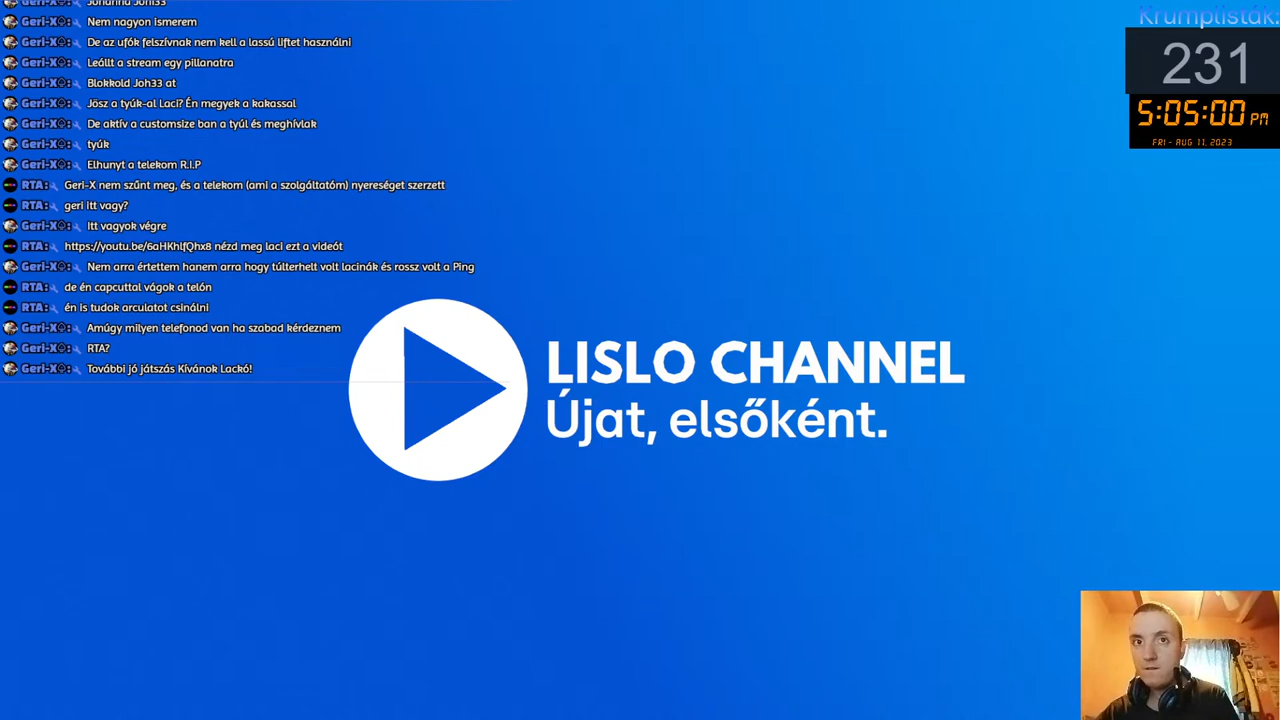 Johanna Joh33
Geri-X: Nem nagyon ismerem
Geri-X: De az ufók felszívnak nem kell a lassú liftet használni
Geri-X: Leállt a stream egy pillanatra
Geri-X: Blokkold Joh33 at
Geri-X: Jösz a tyúk-al Laci? Én megyek a kakassal
Geri-X: De aktív a customsize ban a tyúl és meghívlak
Geri-X: tyúk
Geri-X: Elhunyt a telekom R.I.P
RTA: Geri-X nem szűnt meg, és a telekom (ami a szolgáltatóm) nyereséget szerzett
RTA: geri itt vagy?
Geri-X: Itt vagyok végre
RTA: https://youtu.be/6aHKhlfQhx8 nézd meg laci ezt a videót
Geri-X: Nem arra értettem hanem arra hogy túlterhelt volt lacinák és rossz volt a Ping
RTA: de én capcuttal vágok a telón
RTA: én is tudok arculatot csinálni
Geri-X: Amúgy milyen telefonod van ha szabad kérdeznem
Geri-X: RTA?
Geri-X: További jó játszás Kívánok Lackó!
Krumplisták:
231
5:05:00 PM
FRI - AUG 11, 2023
LISLO CHANNEL
Újat, elsőként.